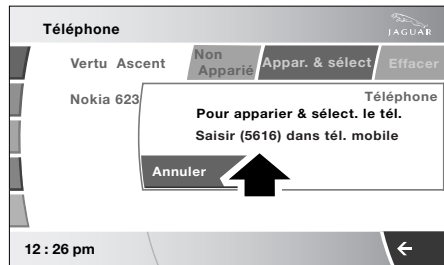 Téléphone
JAGUAR
Vertu Ascent
Non
Apparié
Appar. & sélect
Effacer
Nokia 623
Téléphone
Pour apparier & sélect. le tél.
Saisir (5616) dans tél. mobile
Annuler
12 : 26 pm